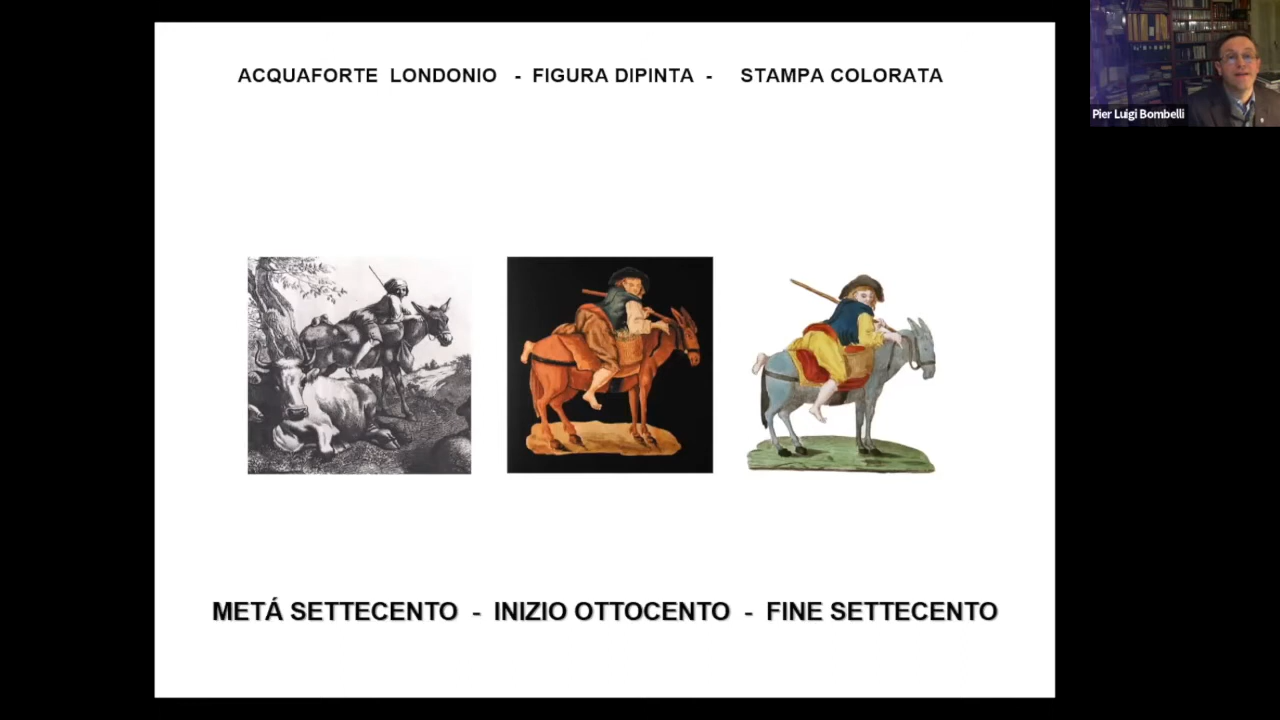 ACQUAFORTE LONDONIO - FIGURA DIPINTA - STAMPA COLORATA
Pier Luigi Bombelli
METÁ SETTECENTO - INIZIO OTTOCENTO - FINE SETTECENTO